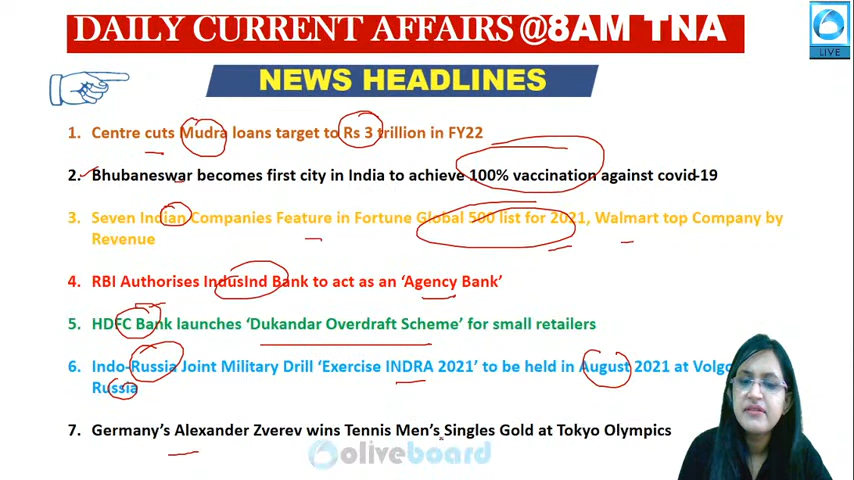 DAILY CURRENT AFFAIRS @8AM TNA
LIVE
NEWS HEADLINES
1. Centre cuts Mudra loans target to Rs 3 trillion in FY22
2. Bhubaneswar becomes first city in India to achieve 100% vaccination against covid-19
3. Seven Indian Companies Feature in Fortune Global 500 list for 2021, Walmart top Company by
Revenue
4. RBI Authorises IndusInd Bank to act as an ‘Agency Bank’
5. HDFC Bank launches ‘Dukandar Overdraft Scheme’ for small retailers
6. Indo-Russia Joint Military Drill ‘Exercise INDRA 2021’ to be held in August 2021 at
Russia
7. Germany’s Alexander Zverev wins Tennis Men’s Singles Gold at Tokyo Olympics
oliveboard